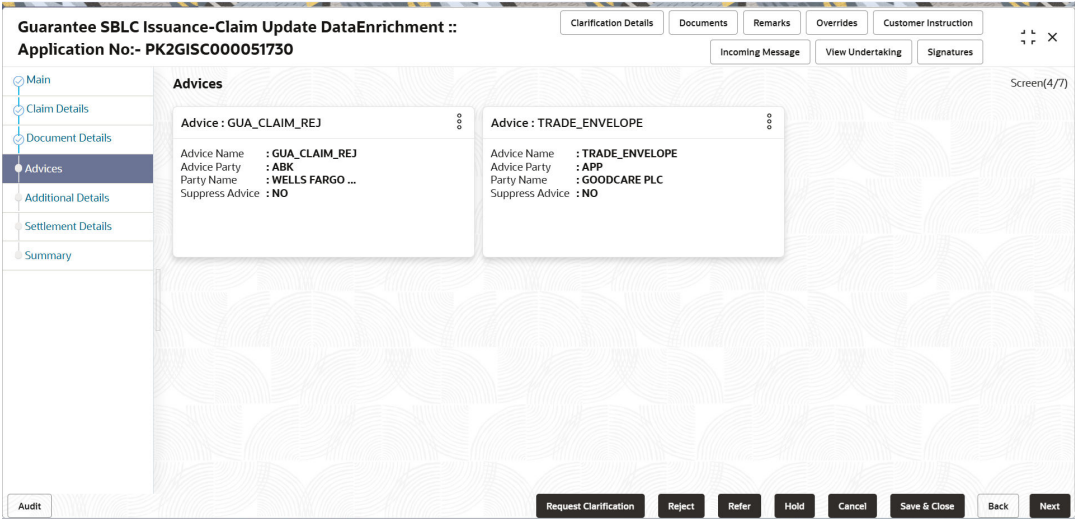 Guarantee SBLC Issuance-Claim Update DataEnrichment ::
Application No:- PK2GISC000051730
Clarification Details
Documents
Remarks
Overrides
Customer Instruction
Incoming Message
View Undertaking
Signatures
Main
Claim Details
Document Details
Advices
Additional Details
Settlement Details
Summary
Advices
Screen(4/7)
Advice : GUA_CLAIM_REJ
Advice Name : GUA_CLAIM_REJ
Advice Party : ABK
Party Name : WELLS FARGO ...
Suppress Advice : NO
Advice : TRADE_ENVELOPE
Advice Name : TRADE_ENVELOPE
Advice Party : APP
Party Name : GOODCARE PLC
Suppress Advice : NO
Audit
Request Clarification
Reject
Refer
Hold
Cancel
Save & Close
Back
Next